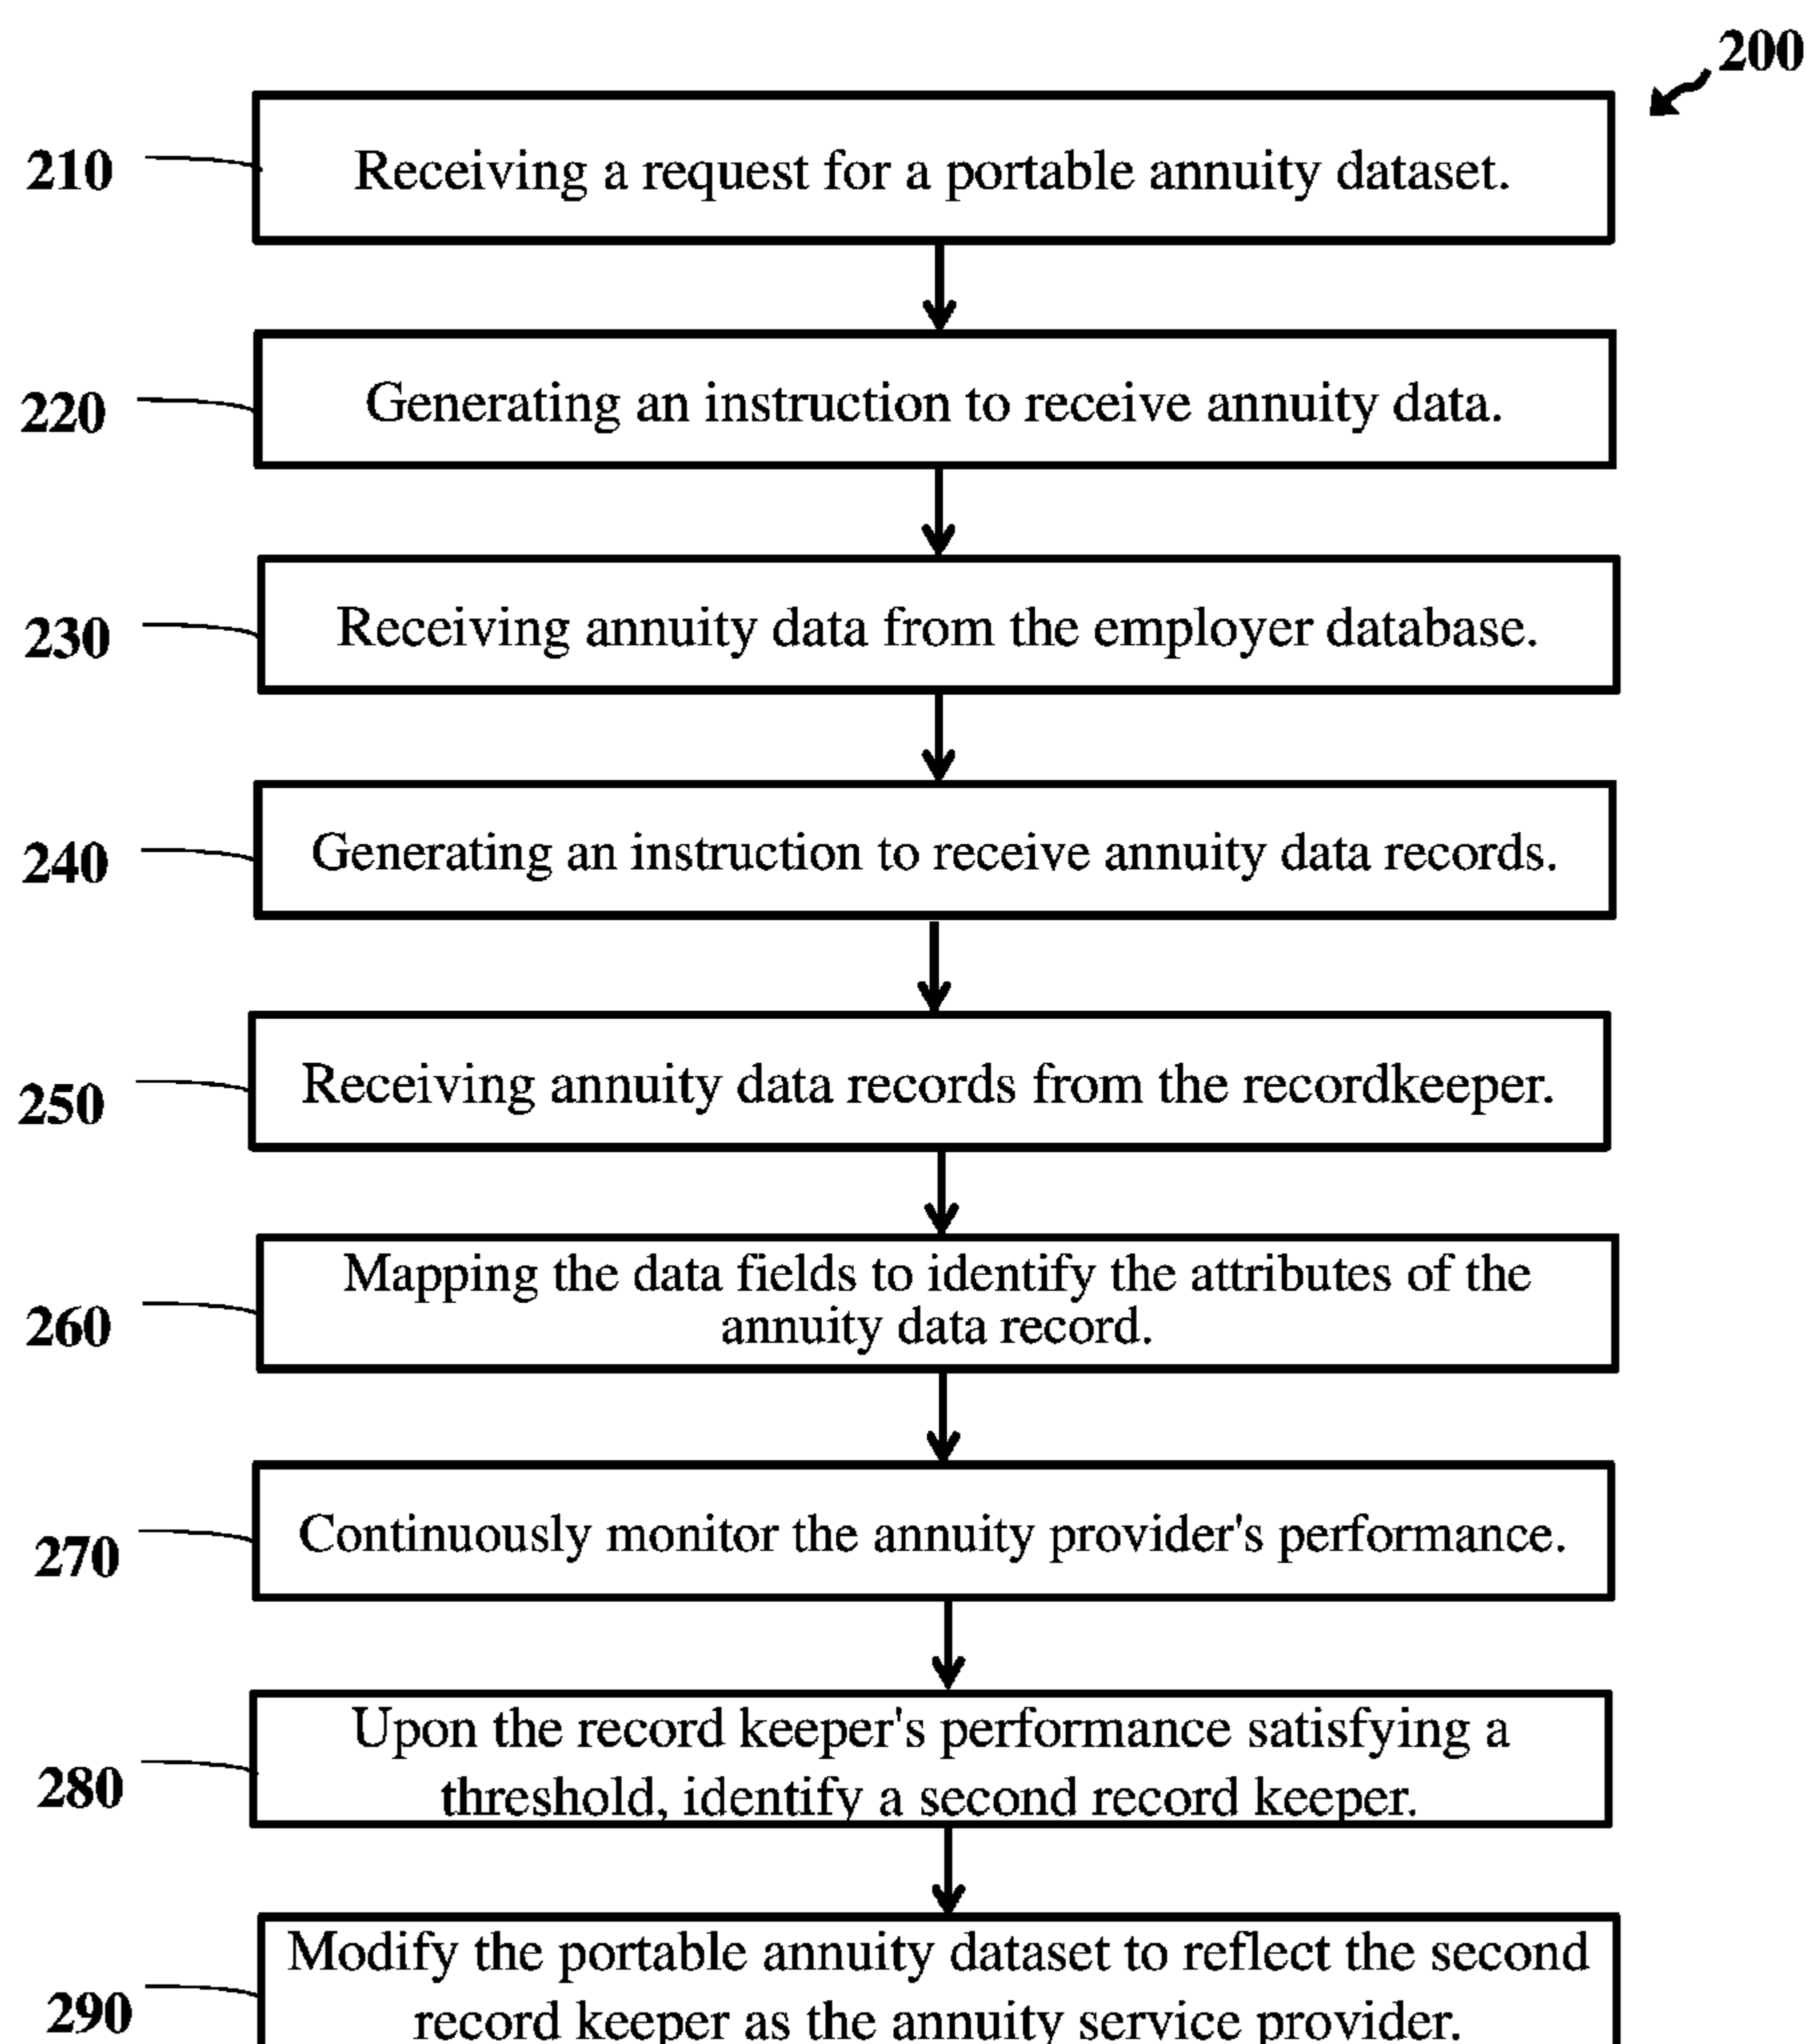 200
210
Receiving a request for a portable annuity dataset.
220
Generating an instruction to receive annuity data.
230
Receiving annuity data from the employer database.
240
Generating an instruction to receive annuity data records.
250
Receiving annuity data records from the recordkeeper.
260
Mapping the data fields to identify the attributes of the
annuity data record.
270
Continuously monitor the annuity provider's performance.
280
Upon the record keeper's performance satisfying a
threshold, identify a second record keeper.
290
Modify the portable annuity dataset to reflect the second
record keeper as the annuity service provider.